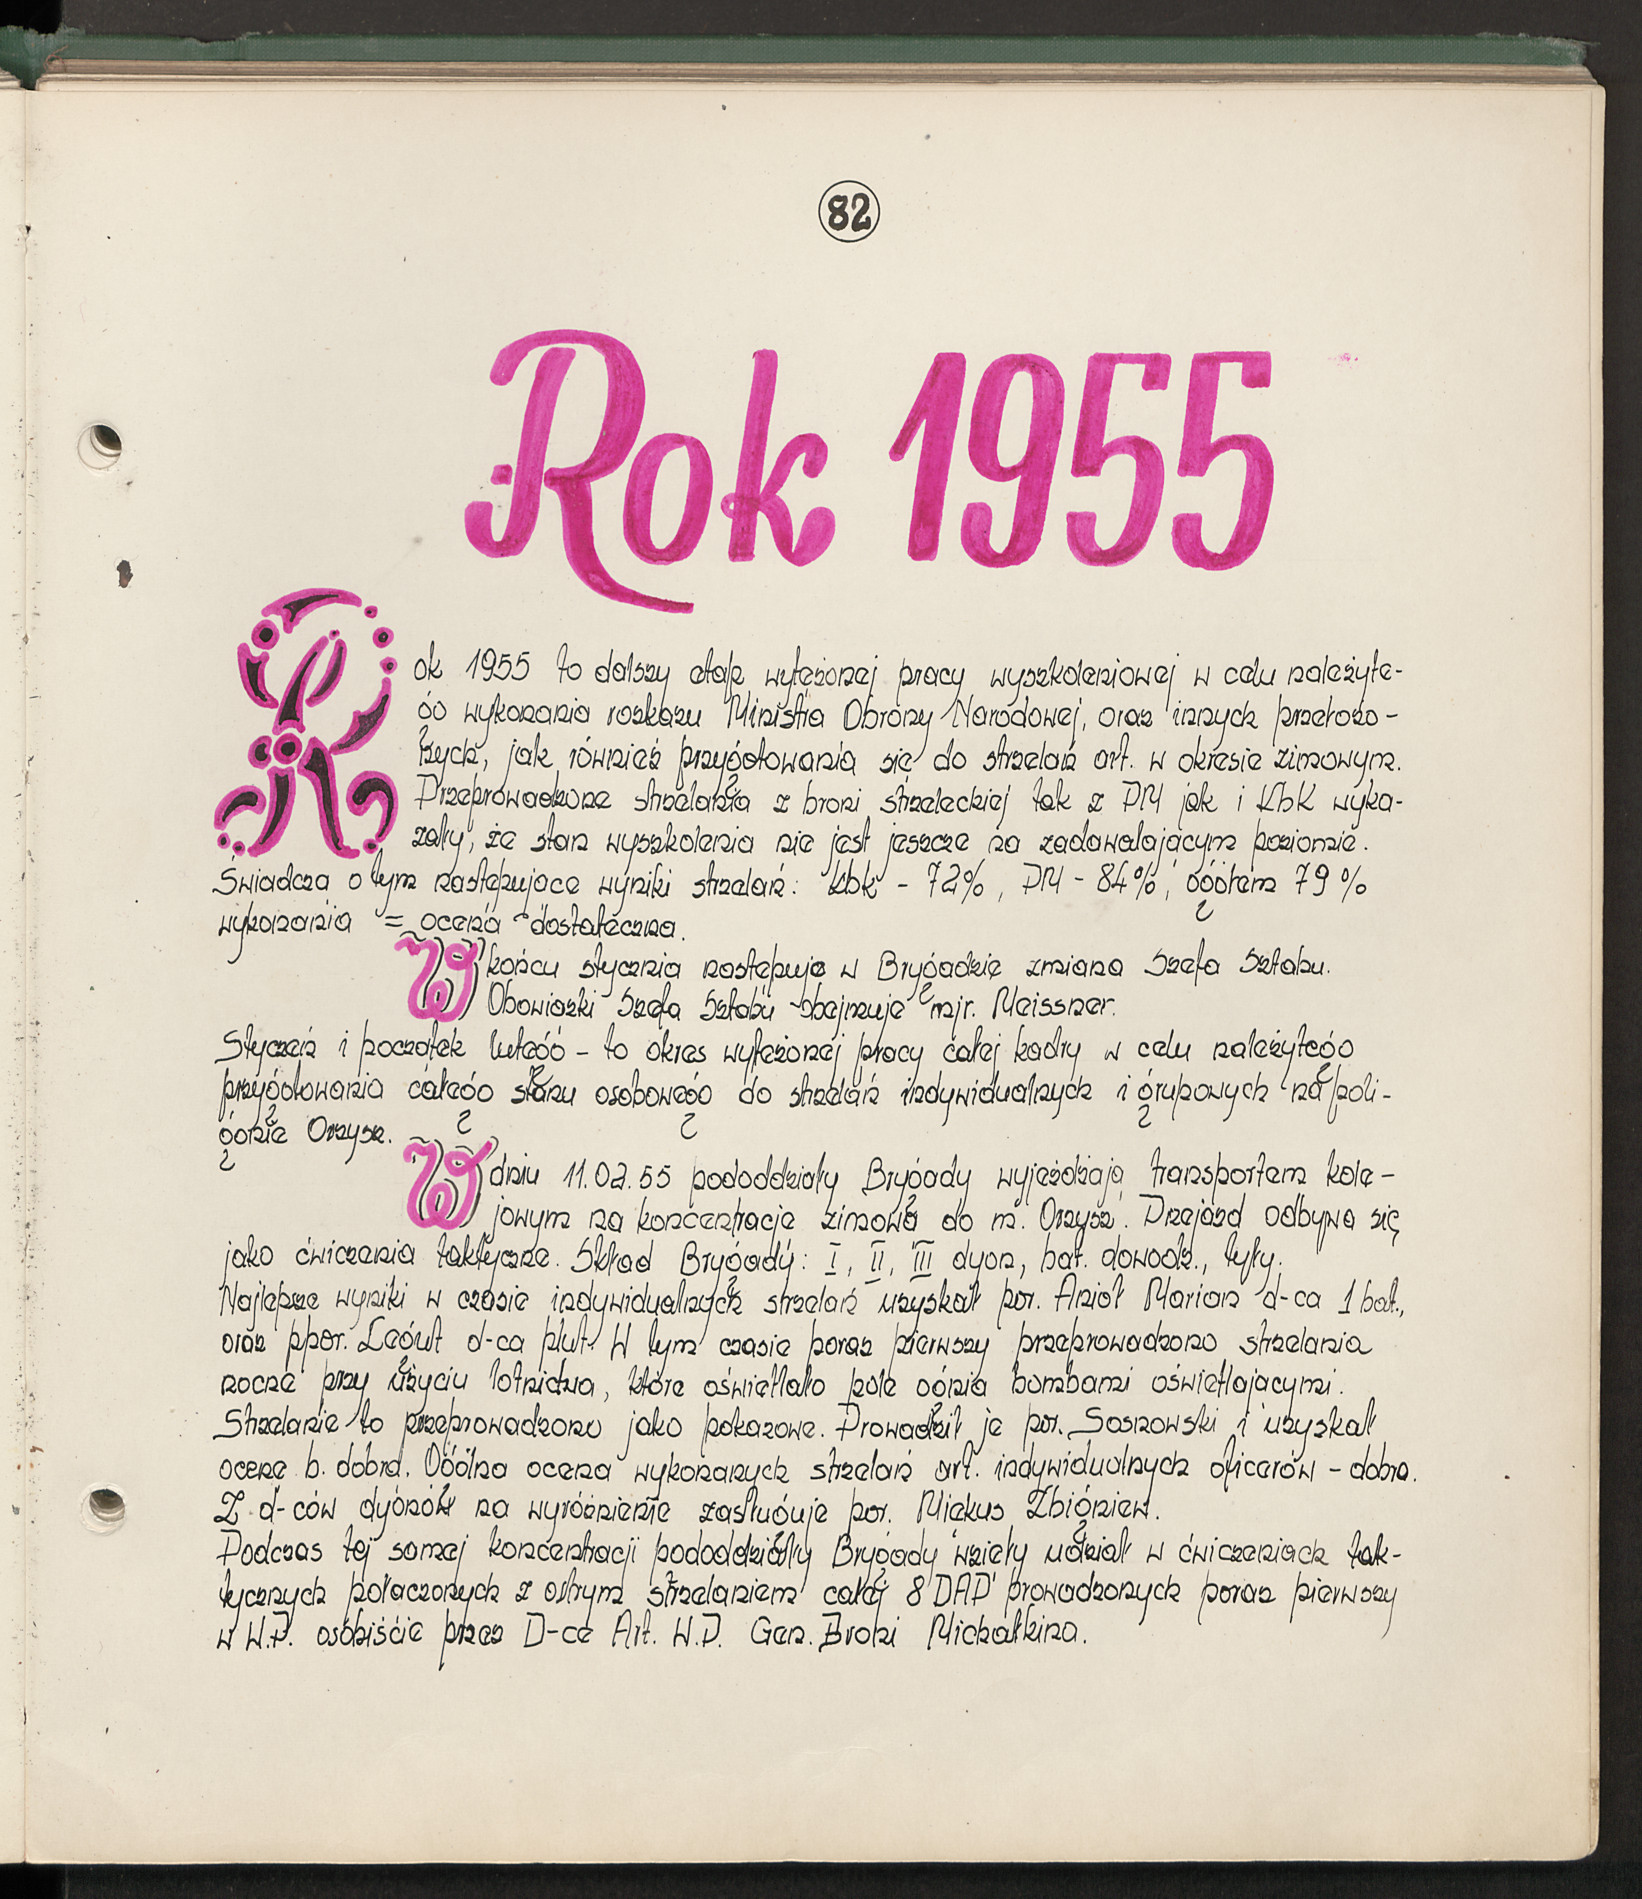 82
Rok 1955
Rok 1955 to dalszy etap wytężonej pracy wyszkoleniowej w celu należyte-
go wykonania rozkazu Ministra Obrony Narodowej, oraz innych przełożo-
nych, jak również przygotowania się do strzelań art. w okresie zimowym.
Przeprowadzone strzelania z broni strzeleckiej tak z PM jak i Kbk wyka-
zały, że stan wyszkolenia nie jest jeszcze na zadawalającym poziomie.
Świadczą o tym następujące wyniki strzelań: kbk - 72%, PM - 84%, ogółem 79%
wykonania = ocena dostateczna.
W końcu stycznia następuje w Brygadzie zmiana Szefa Sztabu.
Obowiązki Szefa Sztabu obejmuje mjr. Meissner.
Styczeń i początek lutego - to okres wytężonej pracy całej kadry w celu należytego
przygotowania całego stanu osobowego do strzelań indywidualnych i grupowych na poli-
gonie Orzysz.
W dniu 11.02.55 pododdziały Brygady wyjeżdżają transportem kole-
jowym na koncentrację zimową do m. Orzysz. Przejazd odbywa się
jako ćwiczenia taktyczne. Skład Brygady: I, II, III dyon, bat. dowodz., tyły.
Najlepsze wyniki w czasie indywidualnych strzelań uzyskał por. Anioł Marian d-ca 1 bat.,
oraz ppor. Legut d-ca plut. W tym czasie poraz pierwszy przeprowadzono strzelania
nocne przy użyciu lotnictwa, które oświetlało pole ognia bombami oświetlającymi.
Strzelanie to przeprowadzono jako pokazowe. Prowadził je por. Sosnowski i uzyskał
ocenę b. dobrą. Ogólna ocena wykonanych strzelań art. indywidualnych oficerów - dobra.
Z d-ców dyonów na wyróżnienie zasługuje por. Miekus Zbigniew.
Podczas tej samej koncentracji pododdziały Brygady wzięły udział w ćwiczeniach tak-
tycznych połączonych z ostrym strzelaniem całej 8 DAP prowadzonych poraz pierwszy
w W.P. osobiście przez D-cę Art. W.P. Gen. Broni Michałkina.